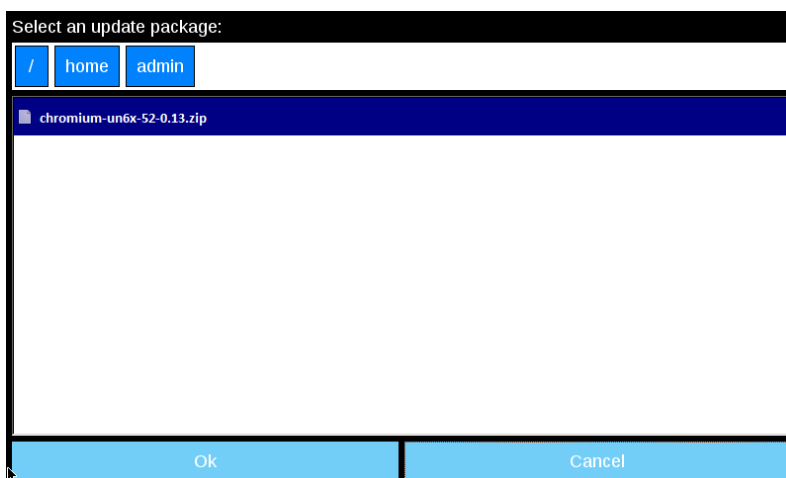 Select an update package:
/ home admin
chromium-un6x-52-0.13.zip
Ok Cancel